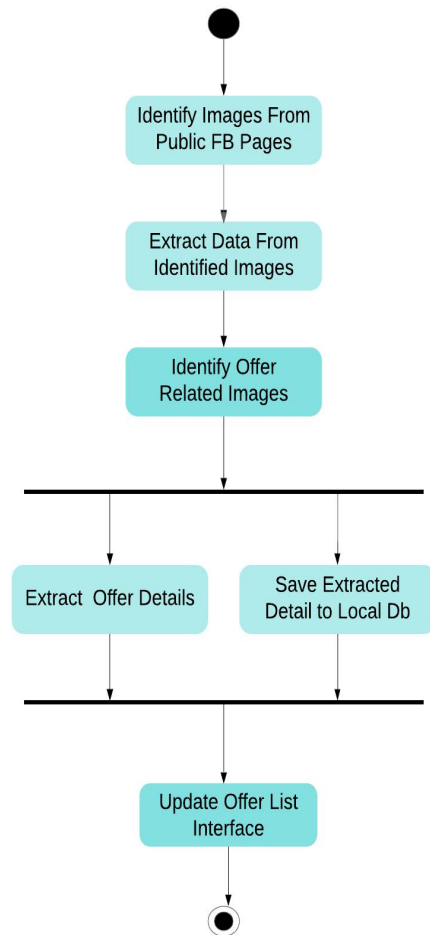 Identify Images From
Public FB Pages
Extract Data From
Identified Images
Identify Offer
Related Images
Extract  Offer Details
Save Extracted
Detail to Local Db
Update Offer List
Interface